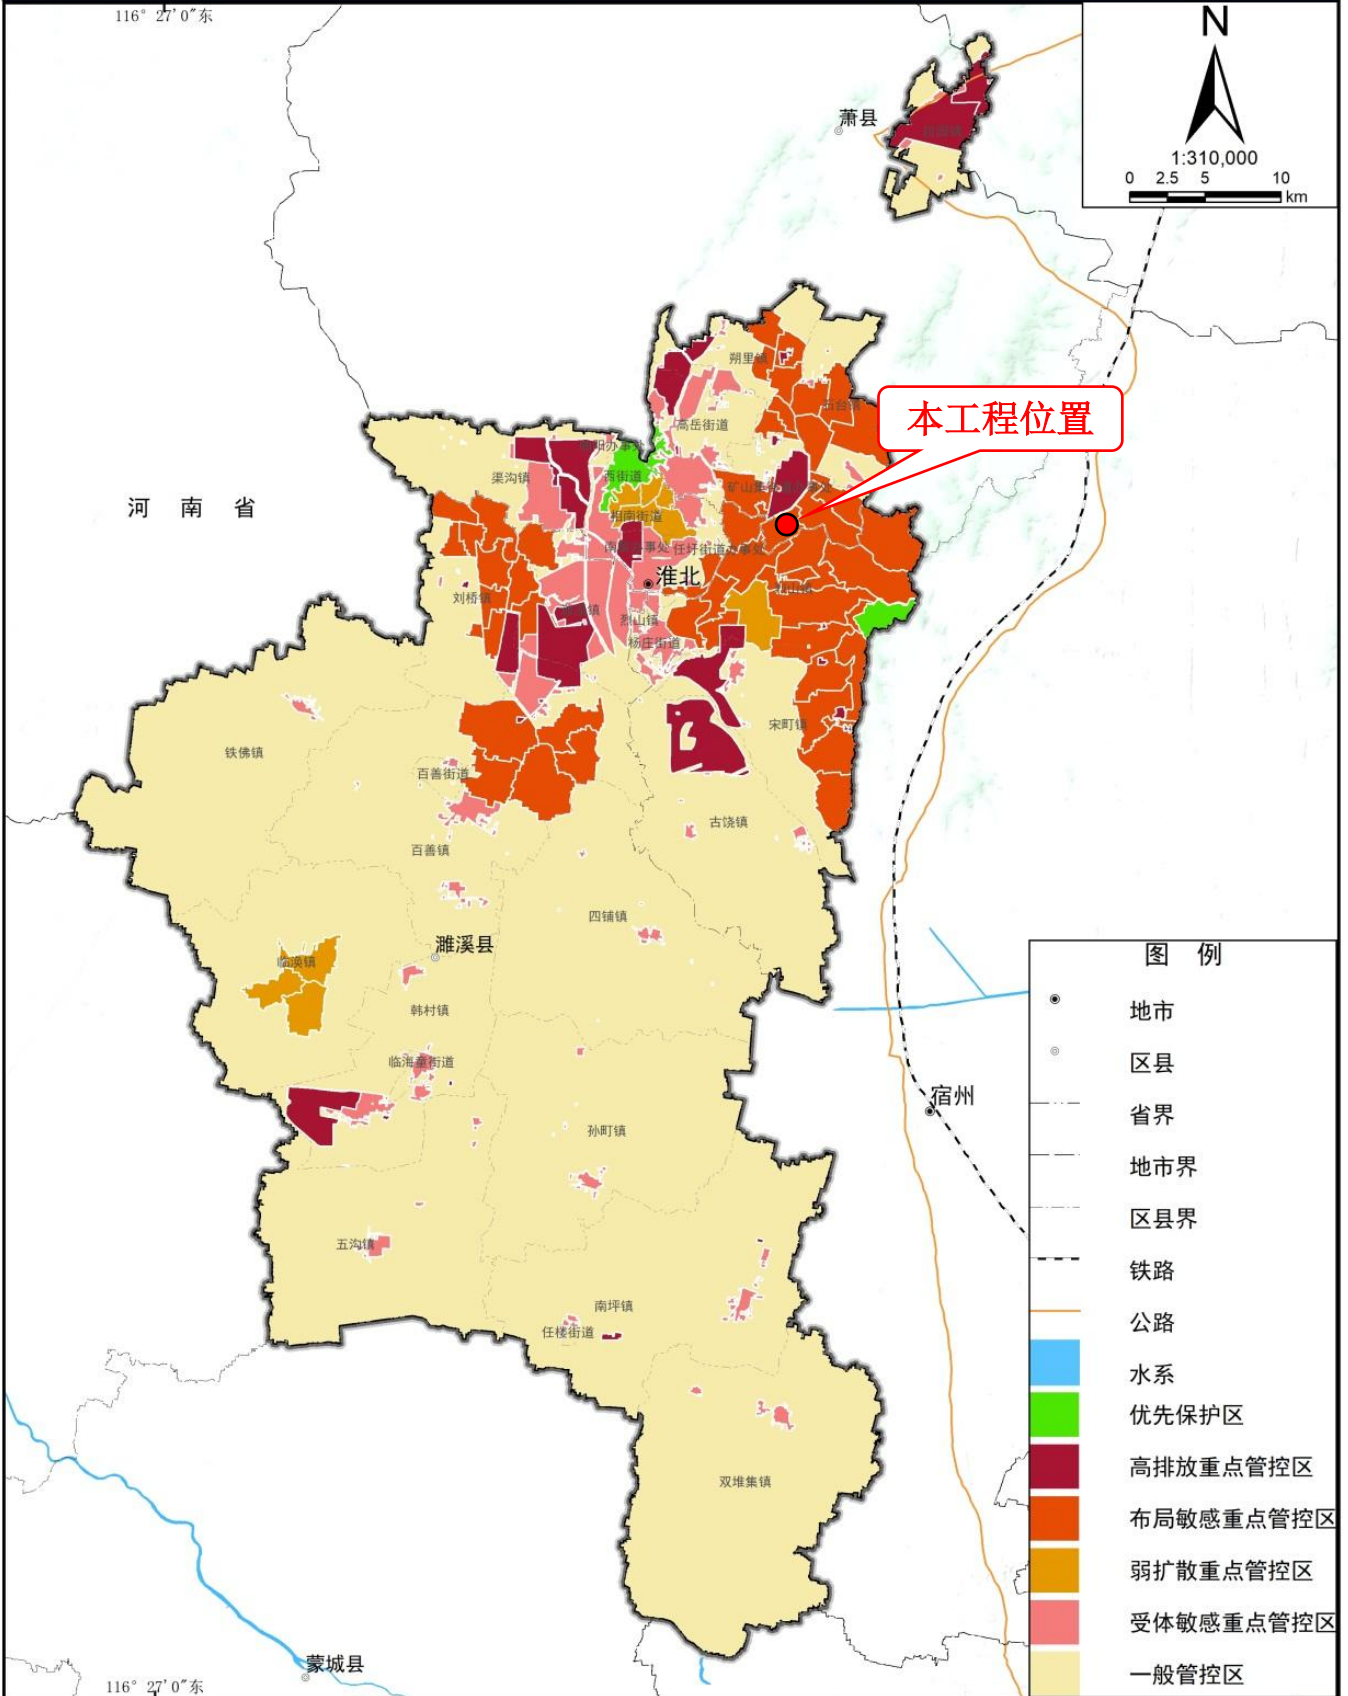 116° 27′0″东
N
1:310,000
0 2.5 5 10
km
萧县
朔里镇
石台镇
高岳街道
本工程位置
渠沟镇
西街道
相南街道
任圩街道办事处
淮北
刘桥镇
烈山镇
杨庄街道
宋町镇
河 南 省
铁佛镇
百善街道
古饶镇
百善镇
四铺镇
濉溪县
临涣镇
韩村镇
临海童街道
宿州
孙町镇
五沟镇
南坪镇
任楼街道
双堆集镇
蒙城县
116° 27′0″东
图 例
地市
区县
省界
地市界
区县界
铁路
公路
水系
优先保护区
高排放重点管控区
布局敏感重点管控区
弱扩散重点管控区
受体敏感重点管控区
一般管控区